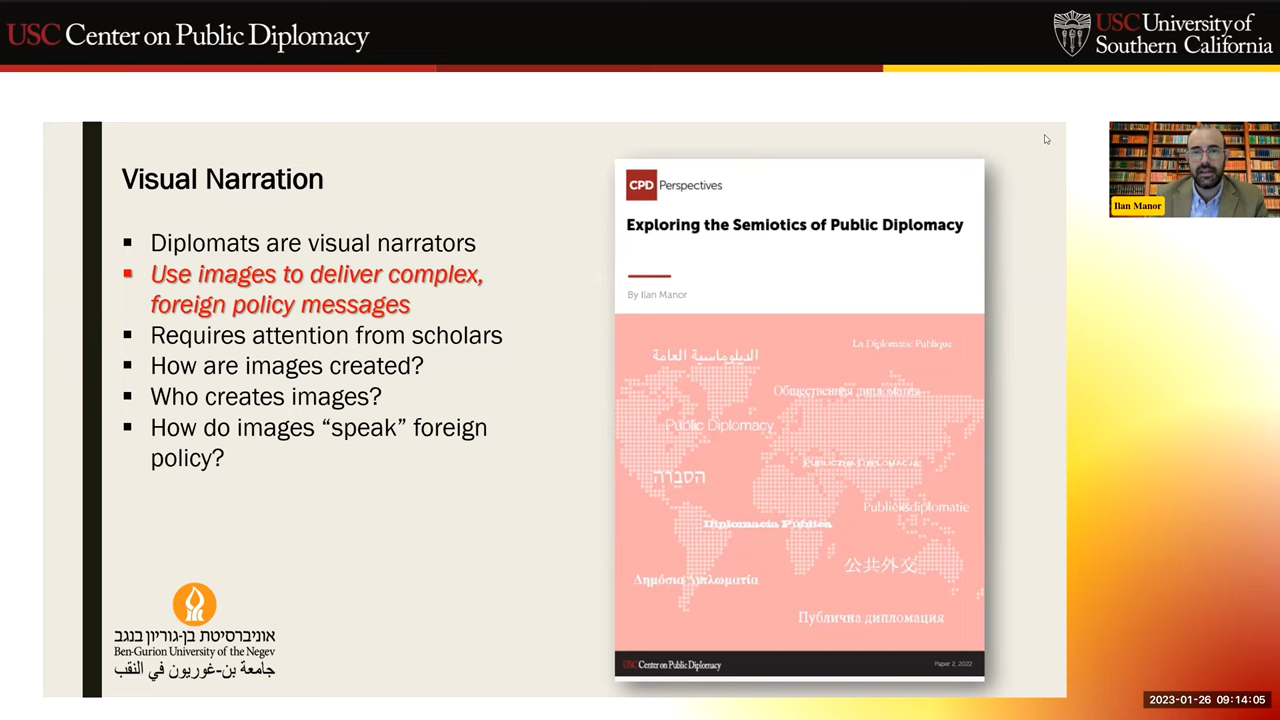 USC Center on Public Diplomacy
USC University of
Southern California
Visual Narration
▪ Diplomats are visual narrators
▪ Use images to deliver complex,
foreign policy messages
▪ Requires attention from scholars
▪ How are images created?
▪ Who creates images?
▪ How do images “speak” foreign
policy?
אוניברסיטת בן-גוריון בנגב
Ben-Gurion University of the Negev
جامعة بن-غوريون في النقب
CPD Perspectives
Exploring the Semiotics of Public Diplomacy
By Ilan Manor
La Diplomatie Publique
الدبلوماسية العامة
Общественная дипломатия
Public Diplomacy
הסברה
Publieksdiplomatie
Diplomacia Pública
公共外交
Δημόσια Διπλωματία
Публична дипломация
USC Center on Public Diplomacy
Paper 2, 2022
Ilan Manor
2023-01-26 09:14:05